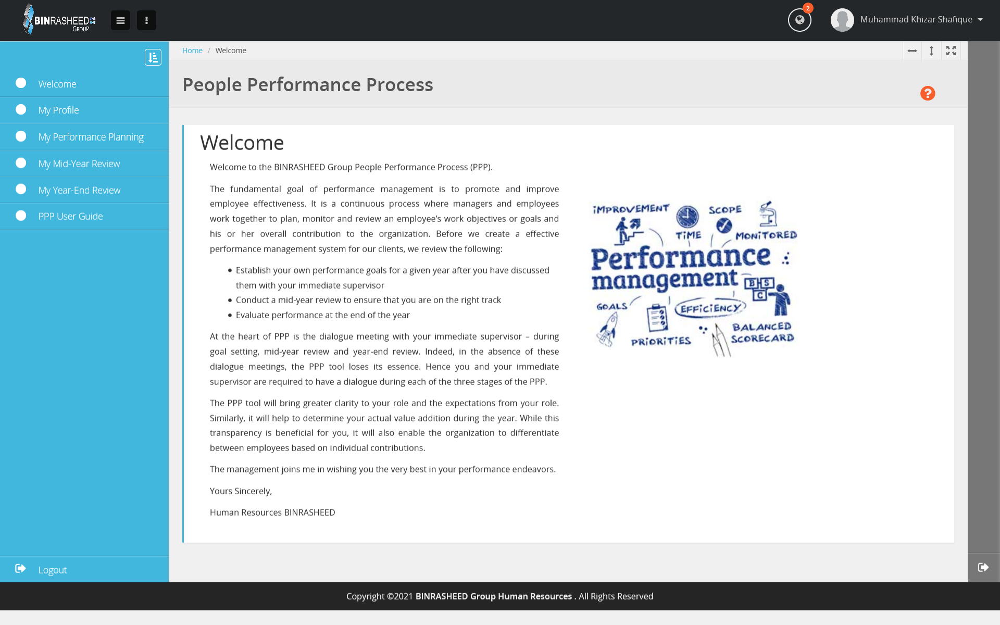 BINRASHEED
GROUP
2
Muhammad Khizar Shafique
Home / Welcome
People Performance Process
?
Welcome
My Profile
My Performance Planning
My Mid-Year Review
My Year-End Review
PPP User Guide
Logout
Welcome
Welcome to the BINRASHEED Group People Performance Process (PPP).
The fundamental goal of performance management is to promote and improve
employee effectiveness. It is a continuous process where managers and employees
work together to plan, monitor and review an employee’s work objectives or goals and
his or her overall contribution to the organization. Before we create a effective
performance management system for our clients, we review the following:
• Establish your own performance goals for a given year after you have discussed
them with your immediate supervisor
• Conduct a mid-year review to ensure that you are on the right track
• Evaluate performance at the end of the year
At the heart of PPP is the dialogue meeting with your immediate supervisor – during
goal setting, mid-year review and year-end review. Indeed, in the absence of these
dialogue meetings, the PPP tool loses its essence. Hence you and your immediate
supervisor are required to have a dialogue during each of the three stages of the PPP.
The PPP tool will bring greater clarity to your role and the expectations from your role.
Similarly, it will help to determine your actual value addition during the year. While this
transparency is beneficial for you, it will also enable the organization to differentiate
between employees based on individual contributions.
The management joins me in wishing you the very best in your performance endeavors.
Yours Sincerely,
Human Resources BINRASHEED
IMPROVEMENT
SCOPE
TIME
MONITORED
Performance
management
B S
C
GOALS
EFFICIENCY
PRIORITIES
BALANCED
SCORECARD
Copyright ©2021 BINRASHEED Group Human Resources . All Rights Reserved